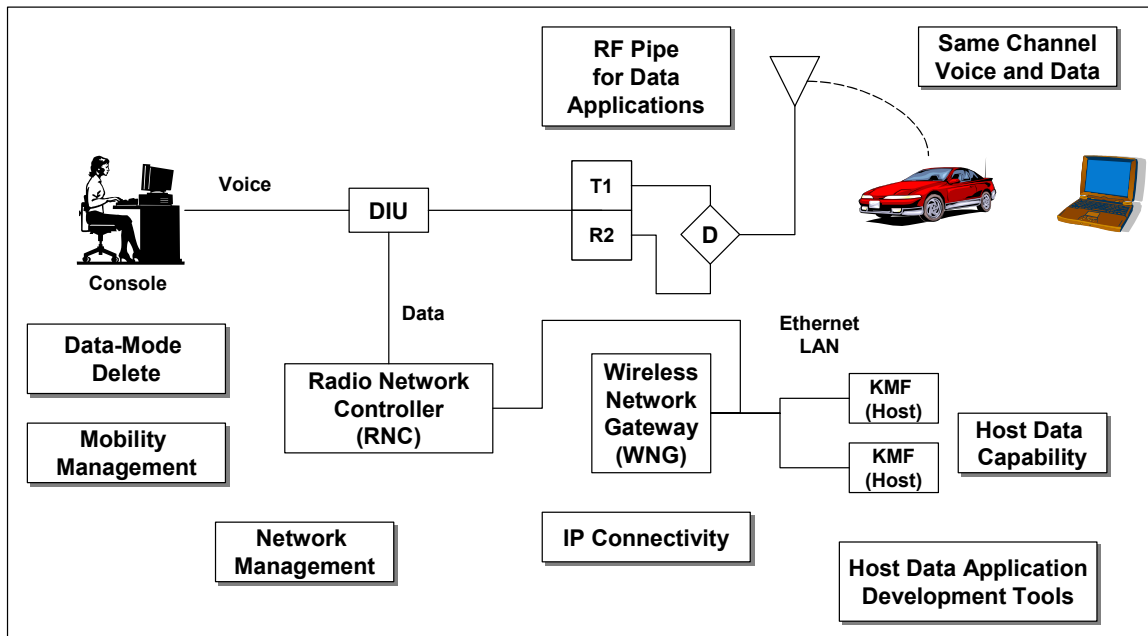 RF Pipe
for Data
Applications
Same Channel
Voice and Data
Voice
DIU
T1
R2
D
Console
Data
Ethernet
LAN
Data-Mode
Delete
Radio Network
Controller
(RNC)
Wireless
Network
Gateway
(WNG)
KMF
(Host)
KMF
(Host)
Mobility
Management
Host Data
Capability
Network
Management
IP Connectivity
Host Data Application
Development Tools